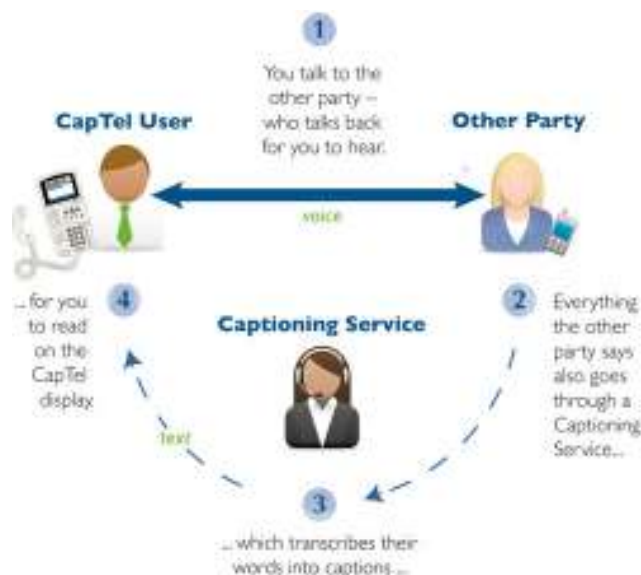 1
You talk to the
other party –
who talks back
for you to hear.
CapTel User
Other Party
voice
2
Everything
the other
party says
also goes
through a
Captioning
Service...
Captioning Service
3
... which transcribes their
words into captions ...
text
4
... for you
to read
on the
CapTel
display